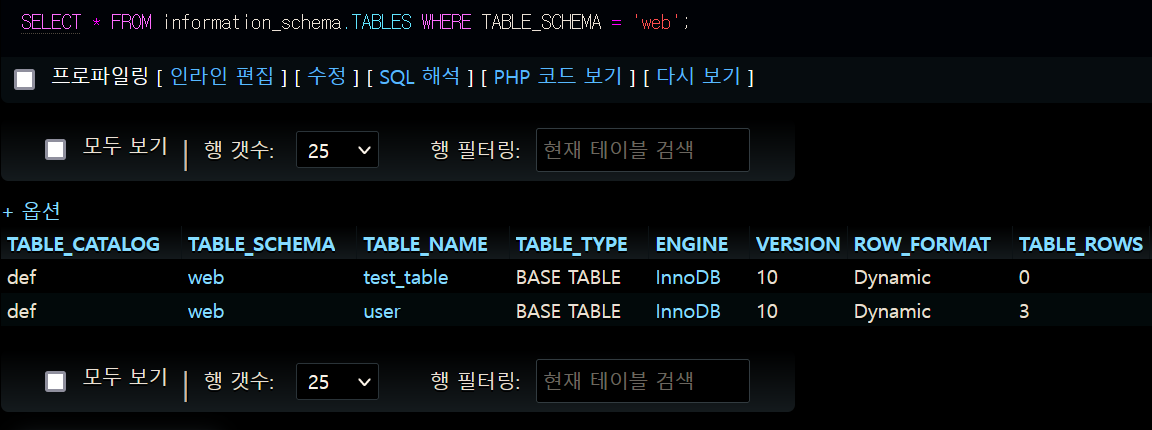 SELECT * FROM information_schema.TABLES WHERE TABLE_SCHEMA = 'web';
프로파일링 [ 인라인 편집 ] [ 수정 ] [ SQL 해석 ] [ PHP 코드 보기 ] [ 다시 보기 ]
모두 보기 | 행 갯수: 25 행 필터링: 현재 테이블 검색
+ 옵션
TABLE_CATALOG TABLE_SCHEMA TABLE_NAME TABLE_TYPE ENGINE VERSION ROW_FORMAT TABLE_ROWS
def web test_table BASE TABLE InnoDB 10 Dynamic 0
def web user BASE TABLE InnoDB 10 Dynamic 3
모두 보기 | 행 갯수: 25 행 필터링: 현재 테이블 검색